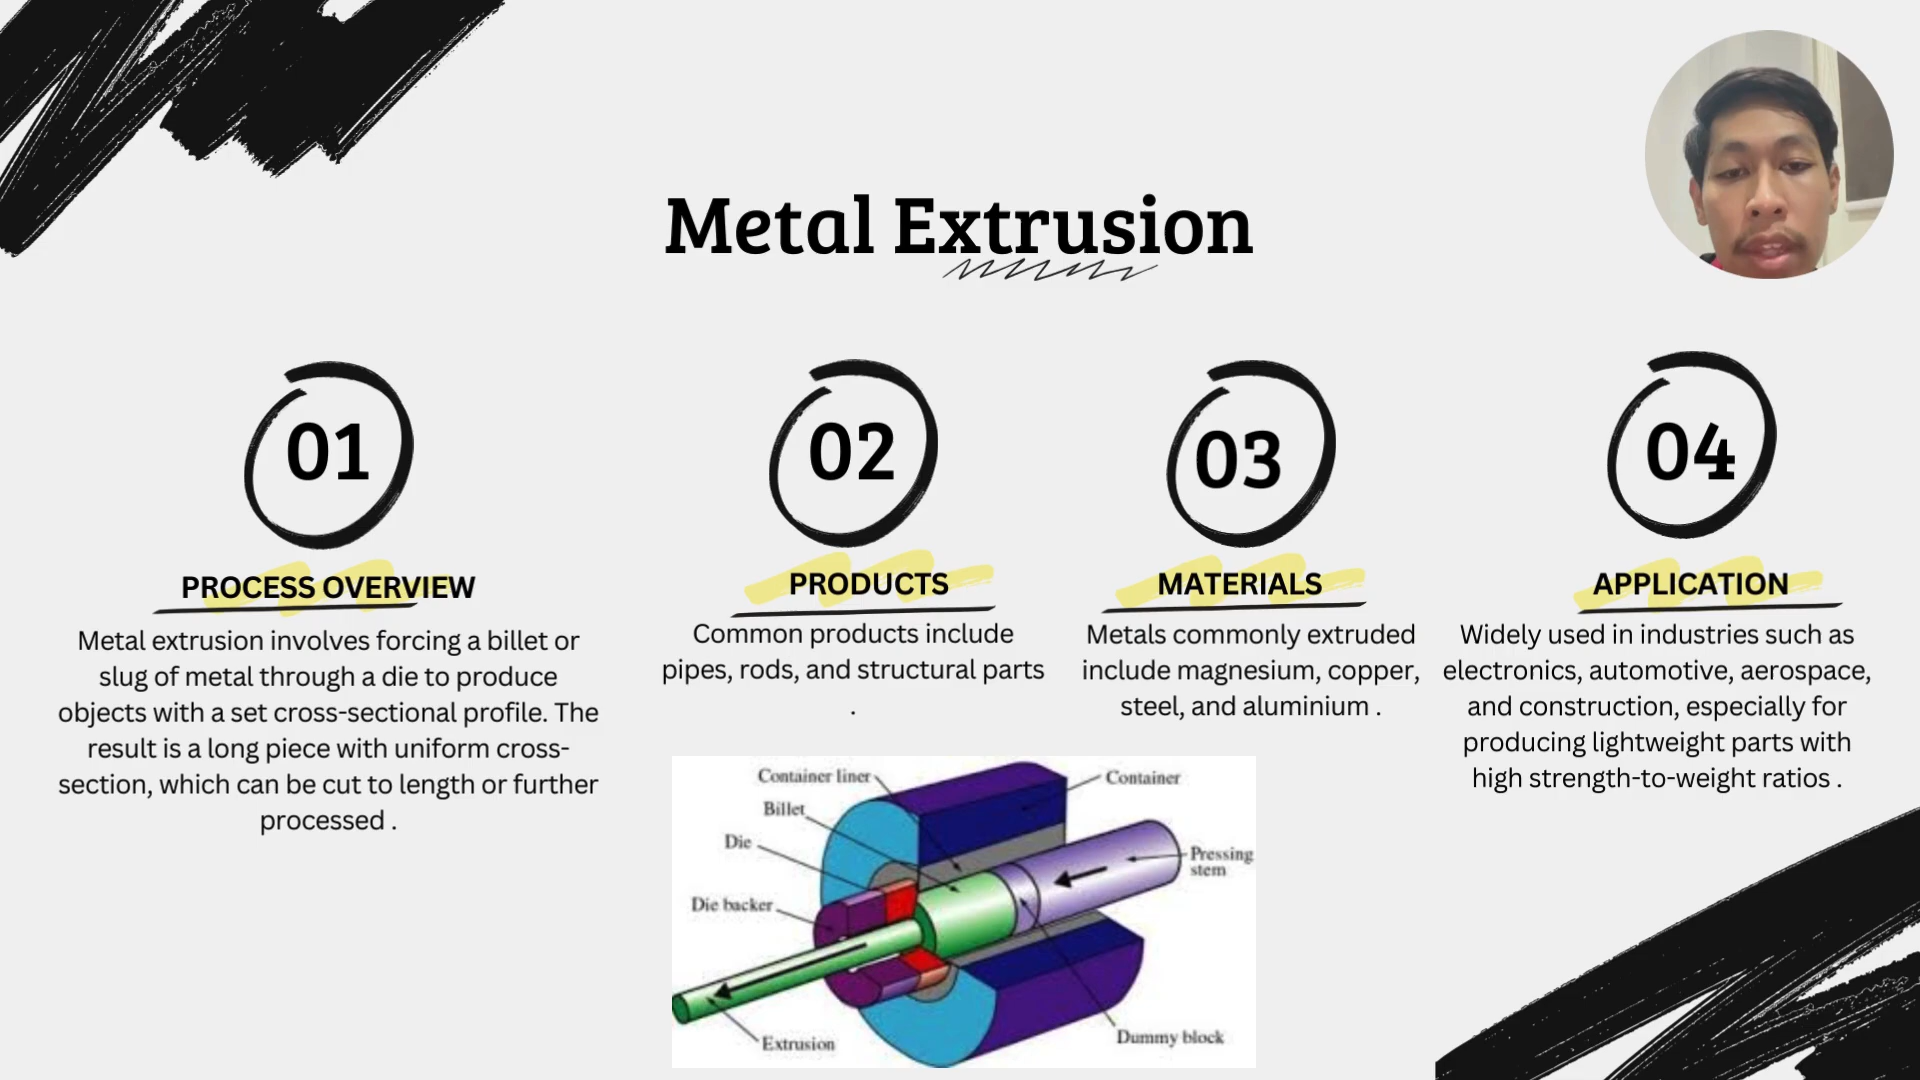 Metal Extrusion
01
PROCESS OVERVIEW
Metal extrusion involves forcing a billet or
slug of metal through a die to produce
objects with a set cross-sectional profile. The
result is a long piece with uniform cross-
section, which can be cut to length or further
processed .
02
PRODUCTS
Common products include
pipes, rods, and structural parts
.
03
MATERIALS
Metals commonly extruded
include magnesium, copper,
steel, and aluminium .
04
APPLICATION
Widely used in industries such as
electronics, automotive, aerospace,
and construction, especially for
producing lightweight parts with
high strength-to-weight ratios .
Container liner
Container
Billet
Die
Pressing
stem
Die backer
Extrusion
Dummy block